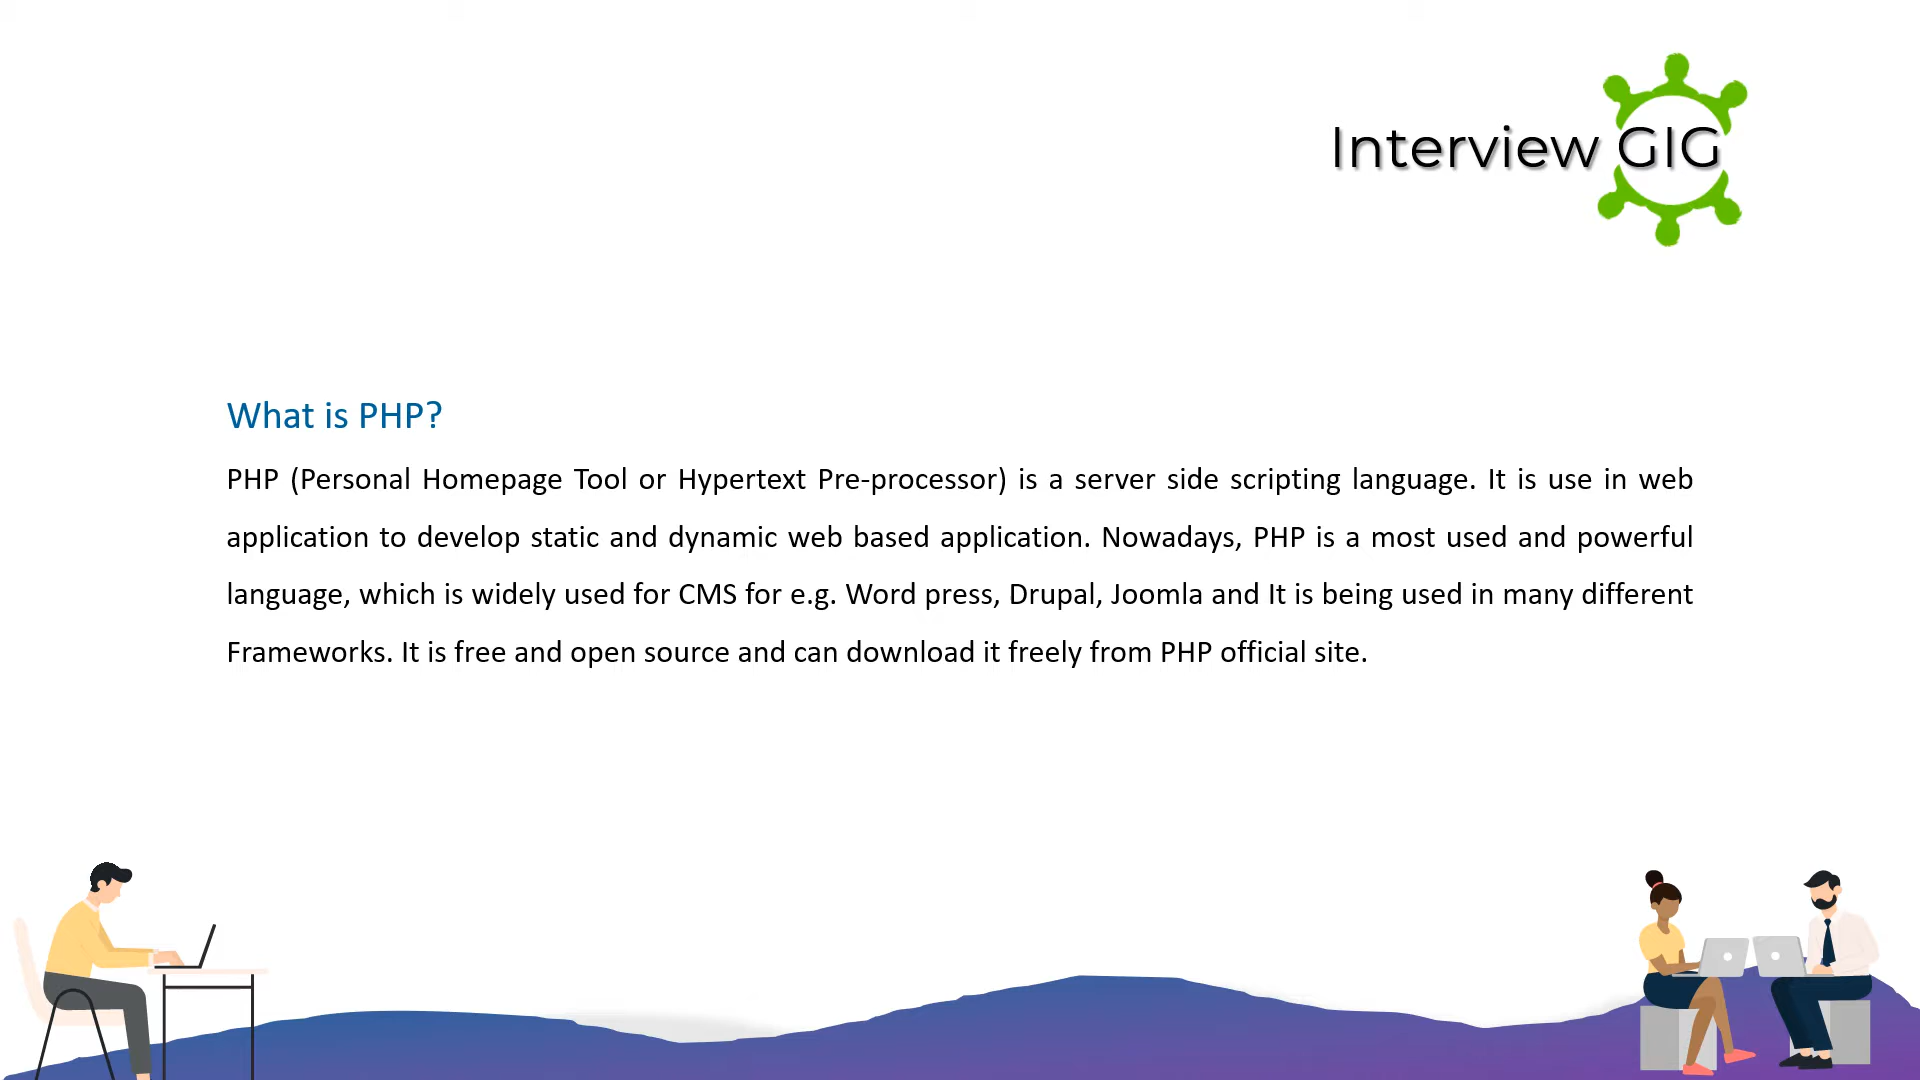 Interview GIG
What is PHP?
PHP (Personal Homepage Tool or Hypertext Pre-processor) is a server side scripting language. It is use in web
application to develop static and dynamic web based application. Nowadays, PHP is a most used and powerful
language, which is widely used for CMS for e.g. Word press, Drupal, Joomla and It is being used in many different
Frameworks. It is free and open source and can download it freely from PHP official site.